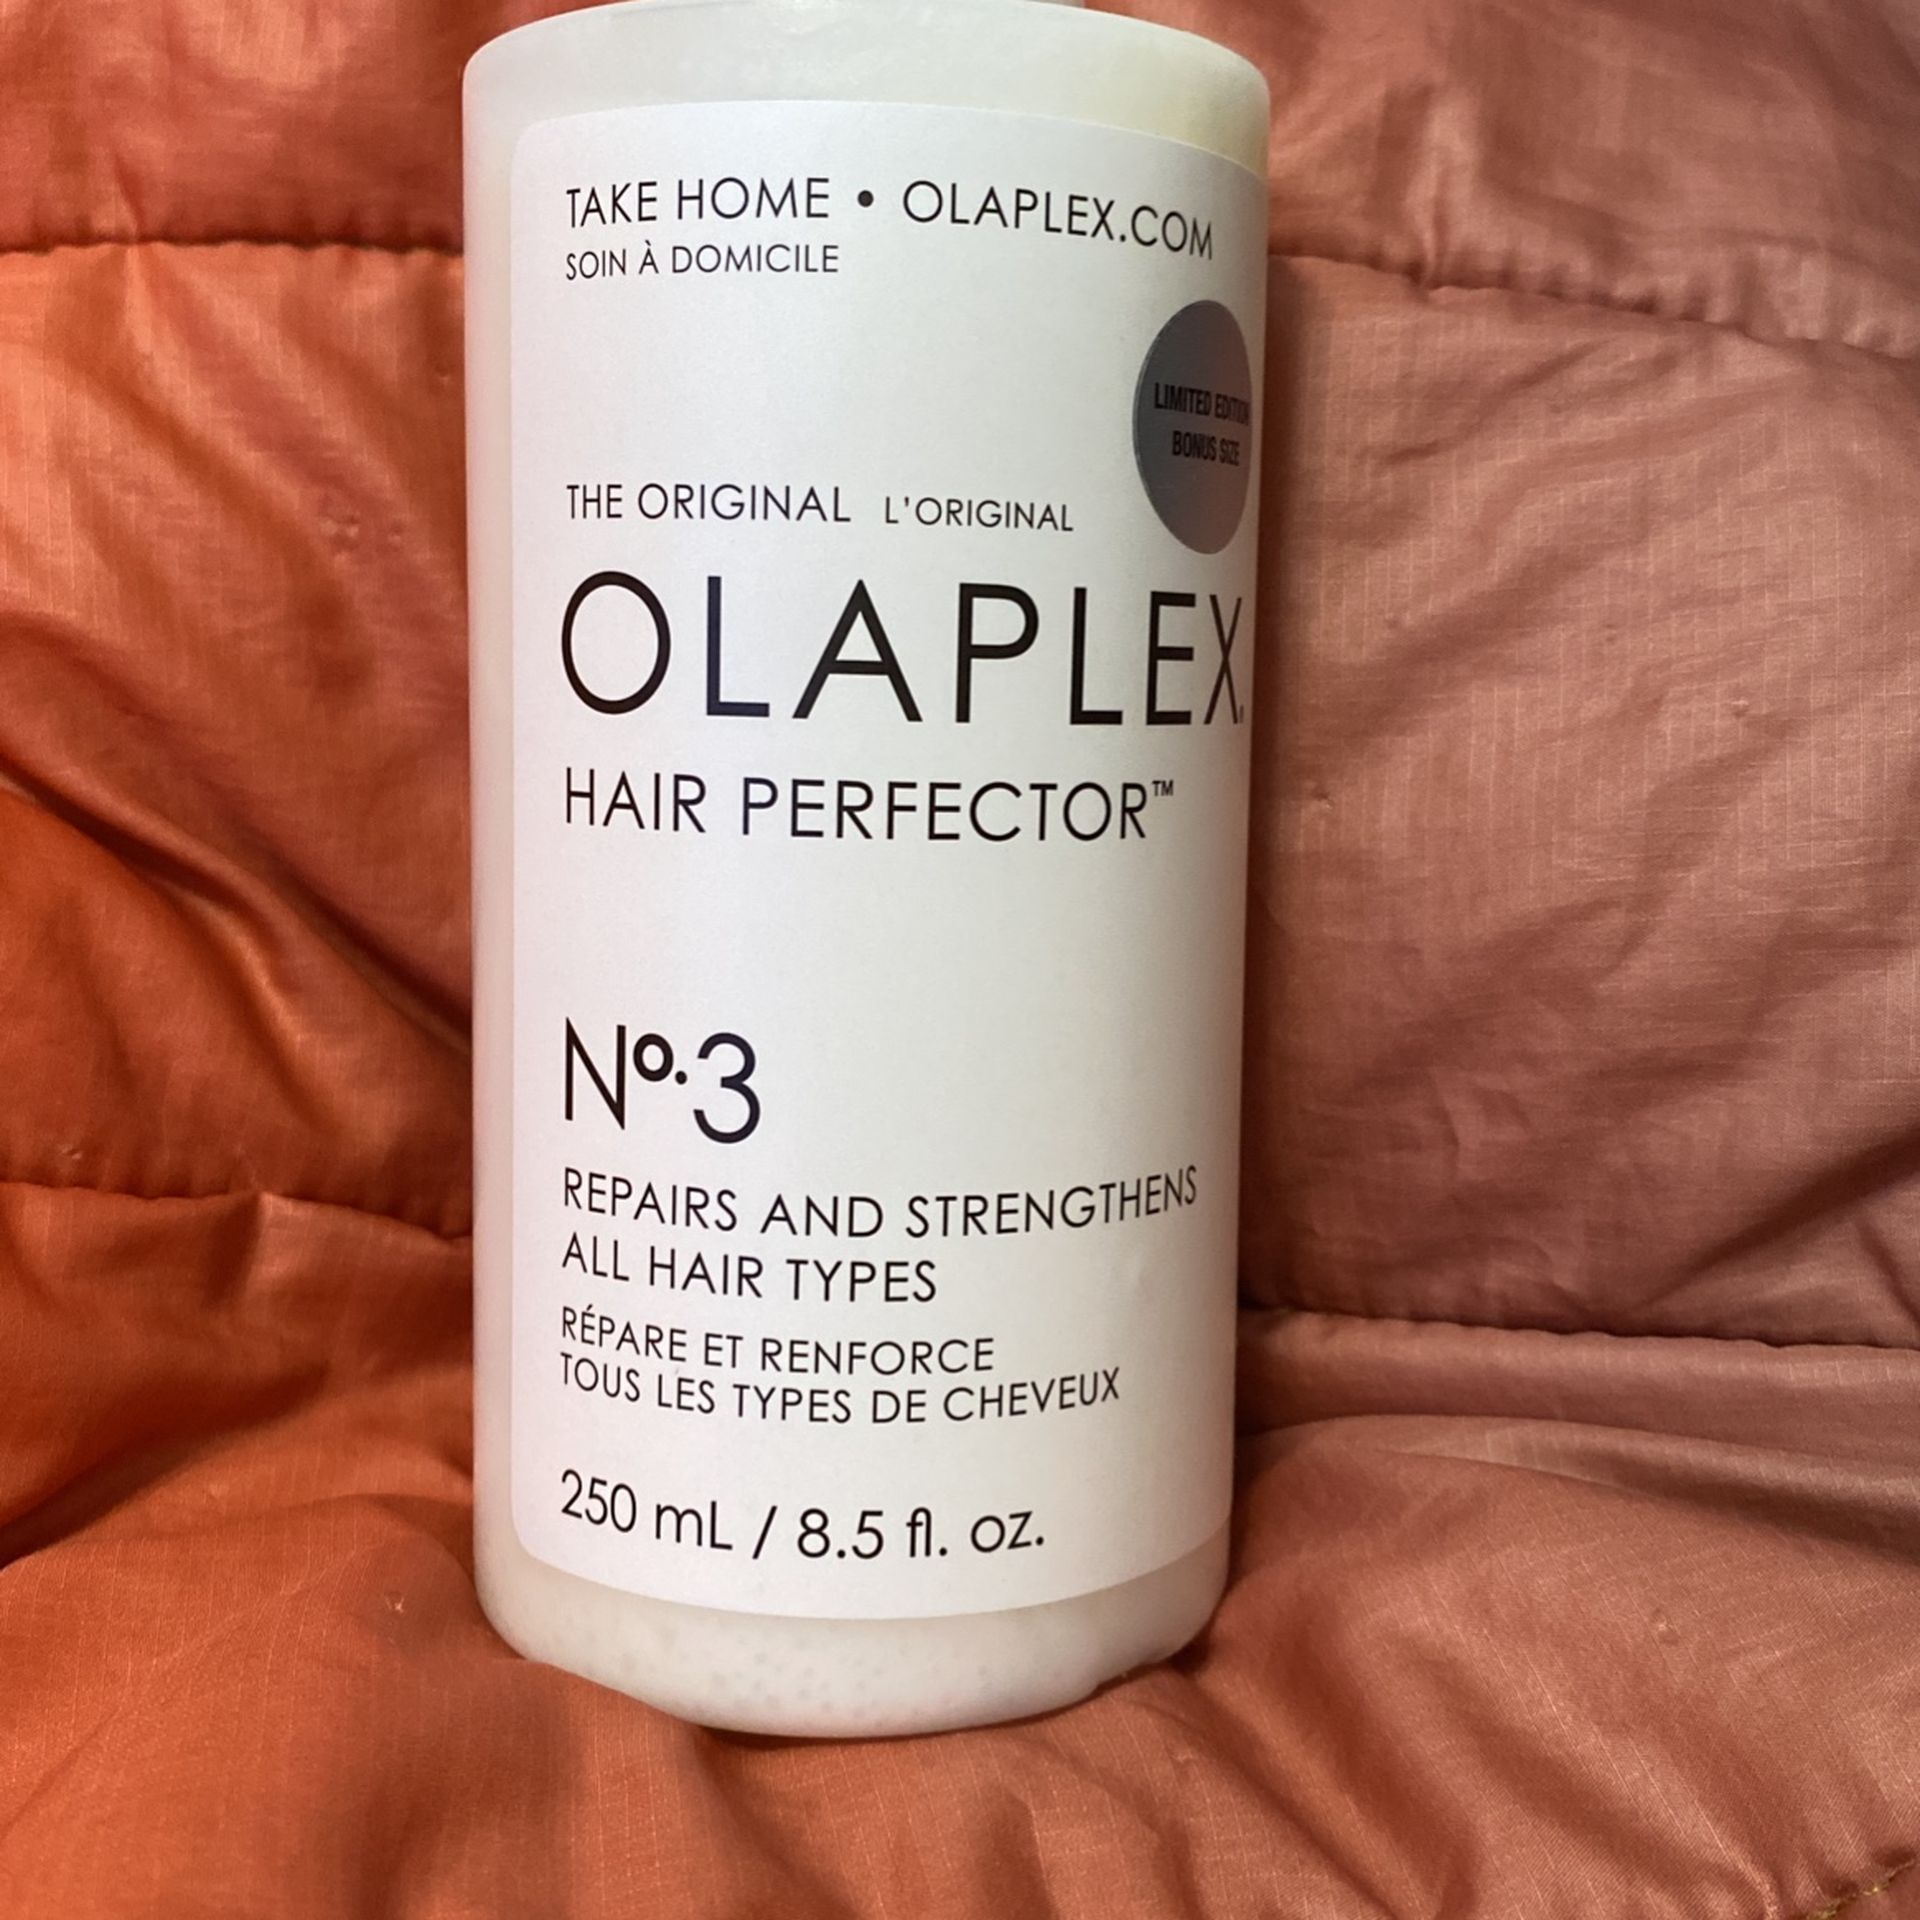 TAKE HOME • OLAPLEX.COM
SOIN À DOMICILE
LIMITED EDITION
BONUS SIZE
THE ORIGINAL L'ORIGINAL
OLAPLEX.
HAIR PERFECTOR™
Nº.3
REPAIRS AND STRENGTHENS
ALL HAIR TYPES
RÉPARE ET RENFORCE
TOUS LES TYPES DE CHEVEUX
250 mL / 8.5 fl. oz.